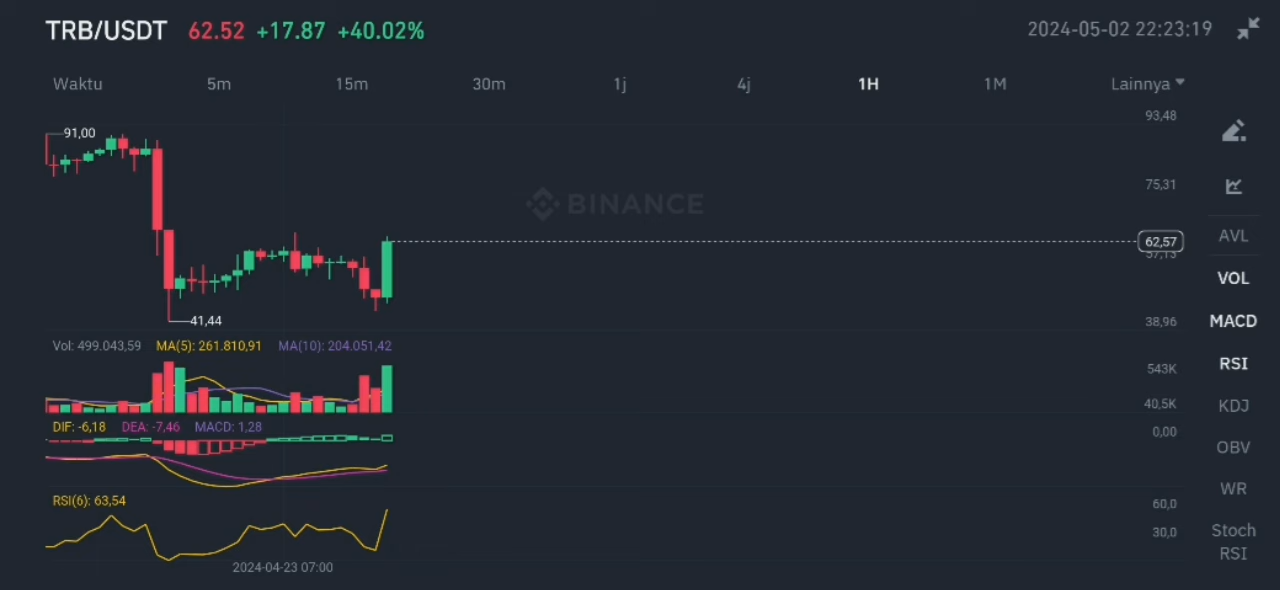 TRB/USDT 62.52 +17.87 +40.02% 2024-05-02 22:23:19
Waktu 5m 15m 30m 1j 4j 1H 1M Lainnya
93,48
91,00
75,31
BINANCE
AVL
62,57
57,13
VOL
41,44
38,96
MACD
Vol: 499.043,59 MA(5): 261.810,91 MA(10): 204.051,42
543K
RSI
40,5K
KDJ
DIF: -6,18 DEA: -7,46 MACD: 1,28
0,00
OBV
WR
RSI(6): 63,54
60,0
30,0
Stoch
RSI
2024-04-23 07:00